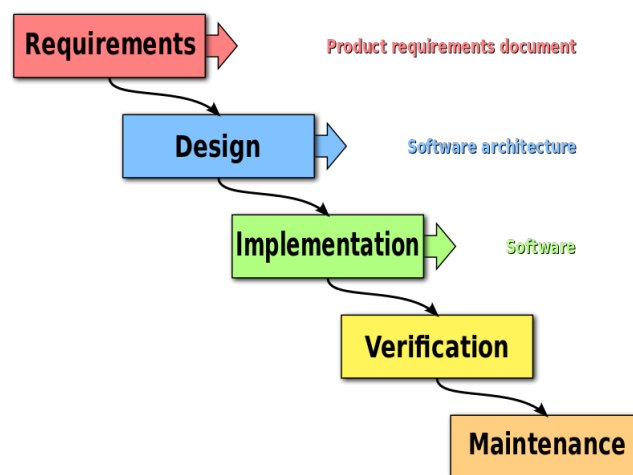 Requirements
Product requirements document
Design
Software architecture
Implementation
Software
Verification
Maintenance